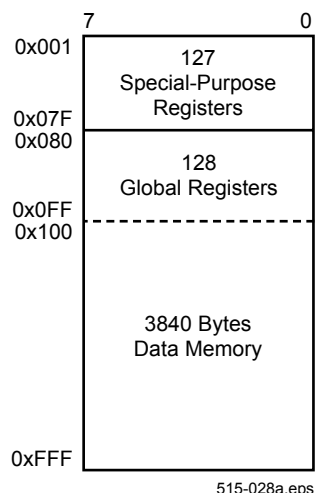 7 0
0x001
127
Special-Purpose
Registers
0x07F
0x080
128
Global Registers
0x0FF
0x100
3840 Bytes
Data Memory
0xFFF
515-028a.eps